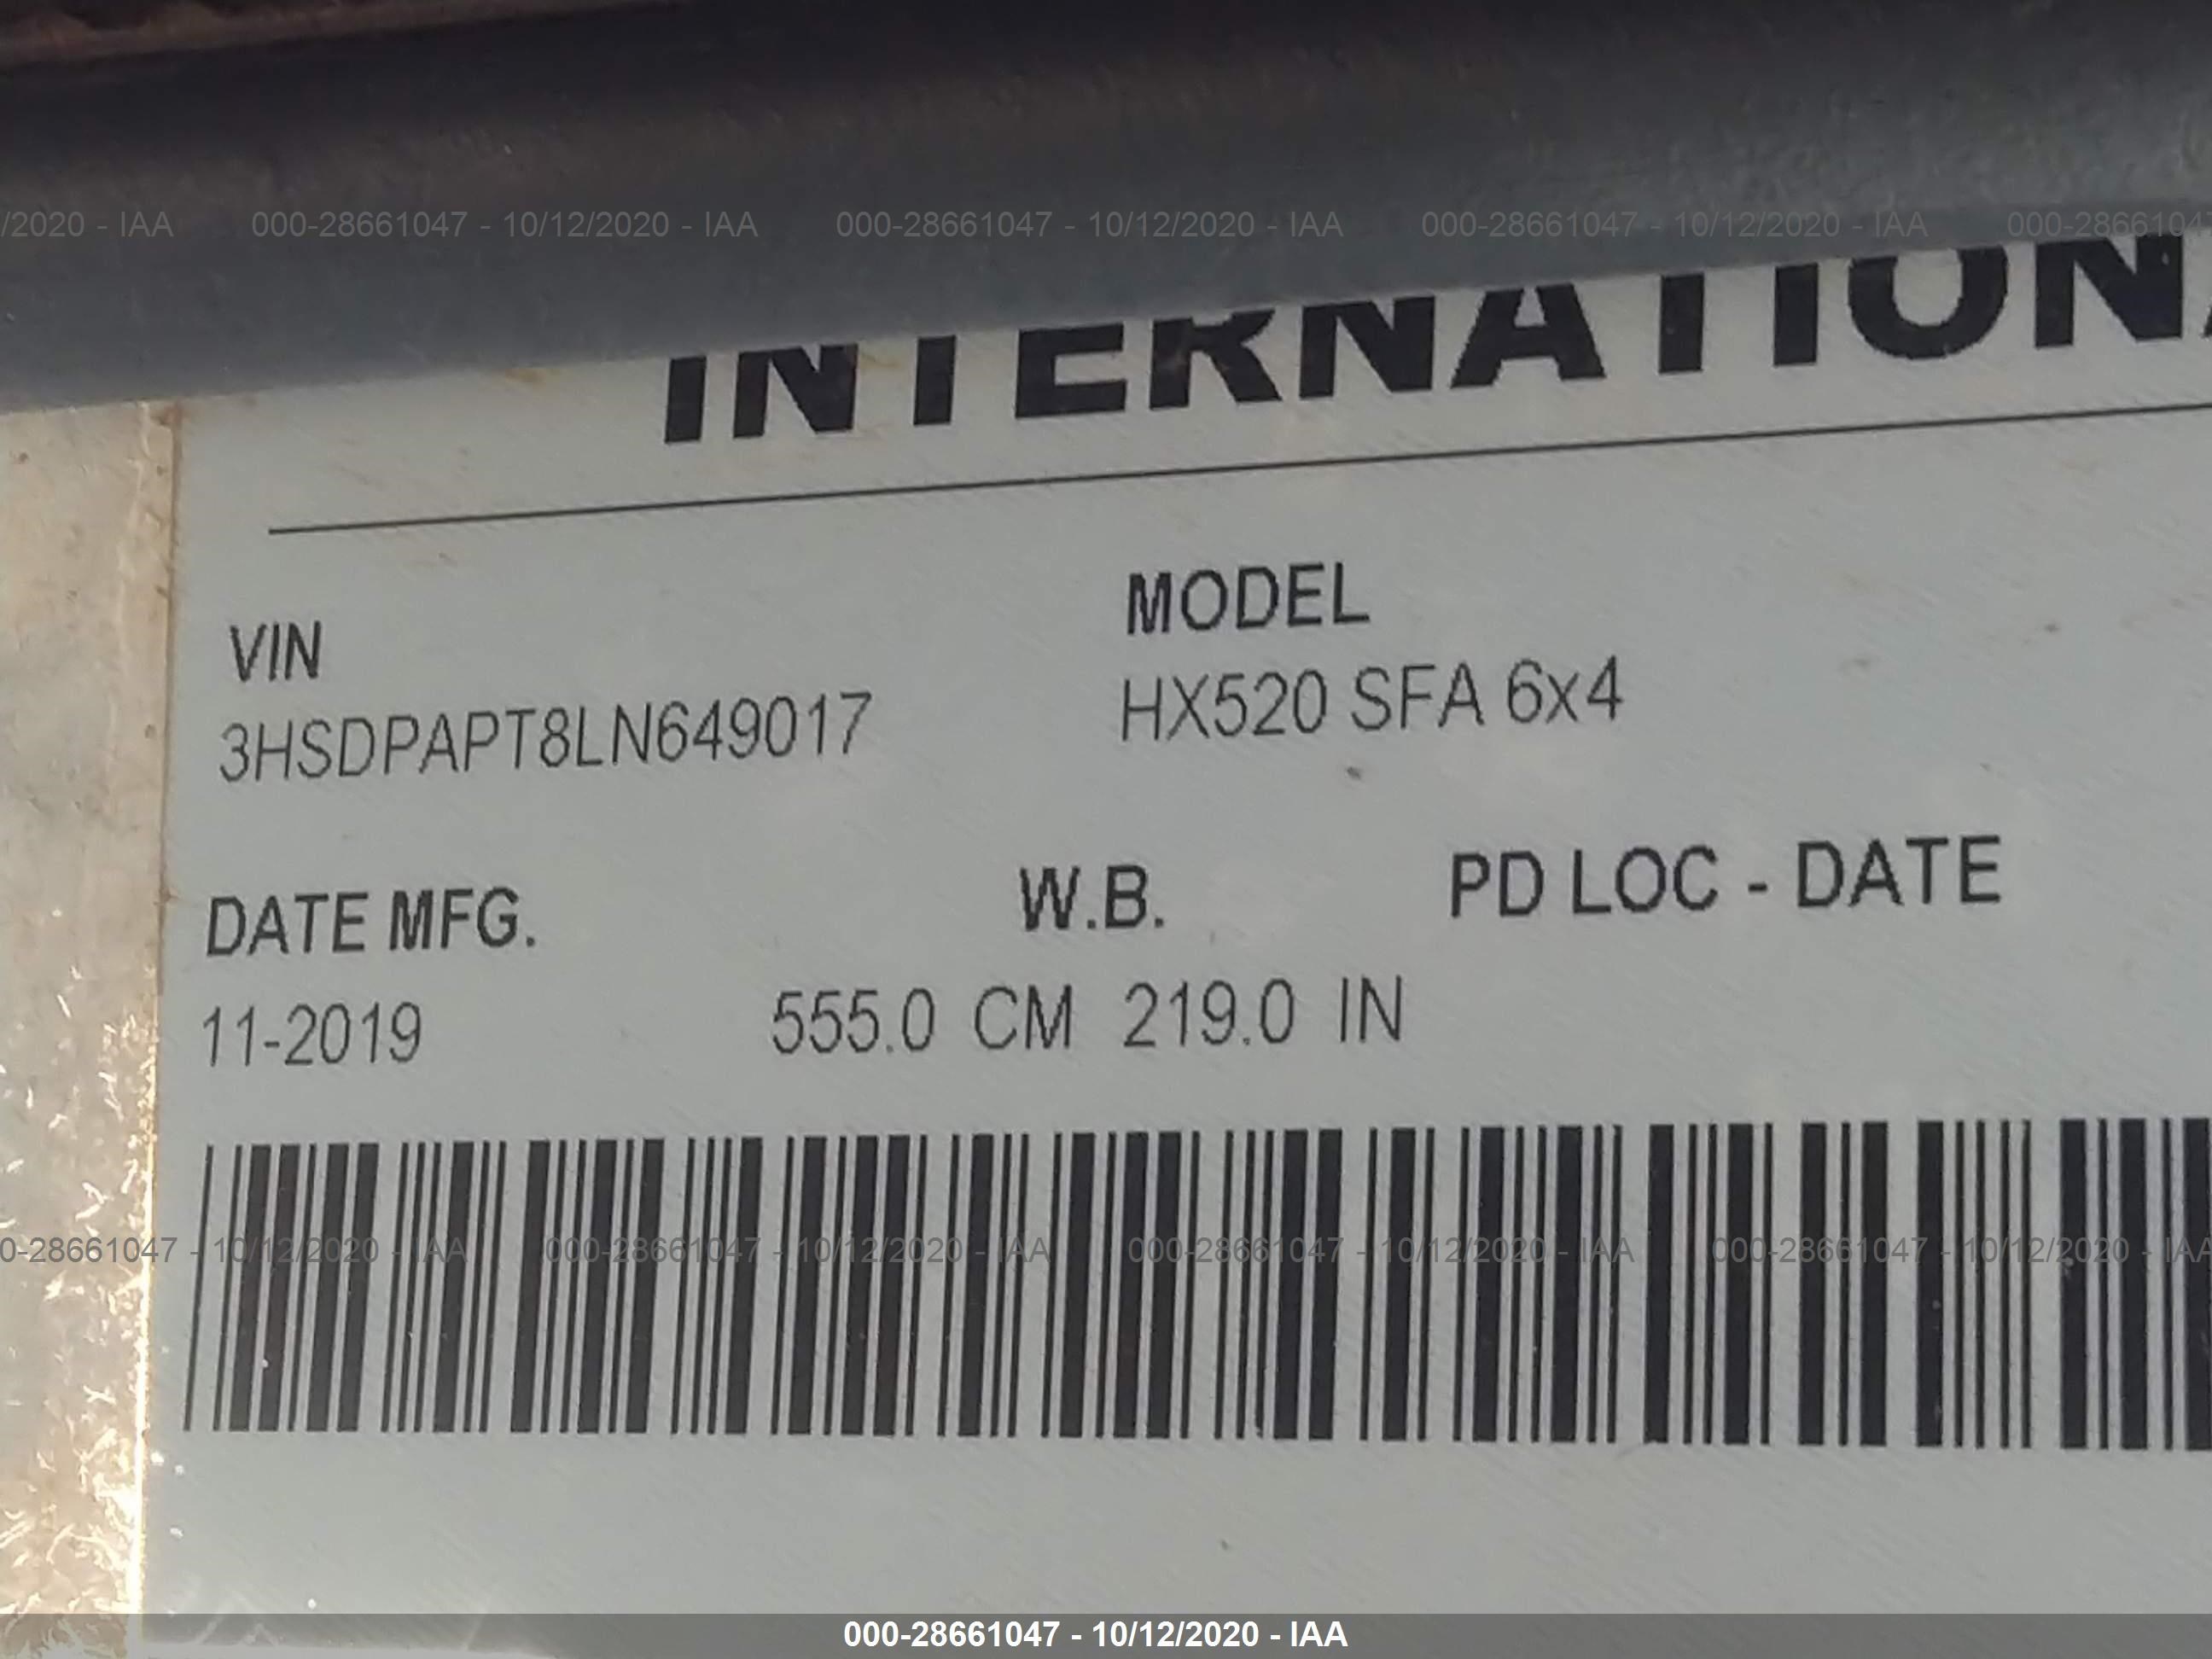 /2020 - IAA 000-28661047 - 10/12/2020 - IAA 000-28661047 - 10/12/2020 - IAA 000-28661047 - 10/12/2020 - IAA 000-28661047
INTERNATIONA
MODEL
VIN
HX520 SFA 6x4
3HSDPAPT8LN649017
DATE MFG. W.B. PD LOC - DATE
11-2019 555.0 CM 219.0 IN
0-28661047 - 10/12/2020 - IAA 000-28661047 - 10/12/2020 - IAA 000-28661047 - 10/12/2020 - IAA 000-28661047 - 10/12/2020 - IAA
000-28661047 - 10/12/2020 - IAA